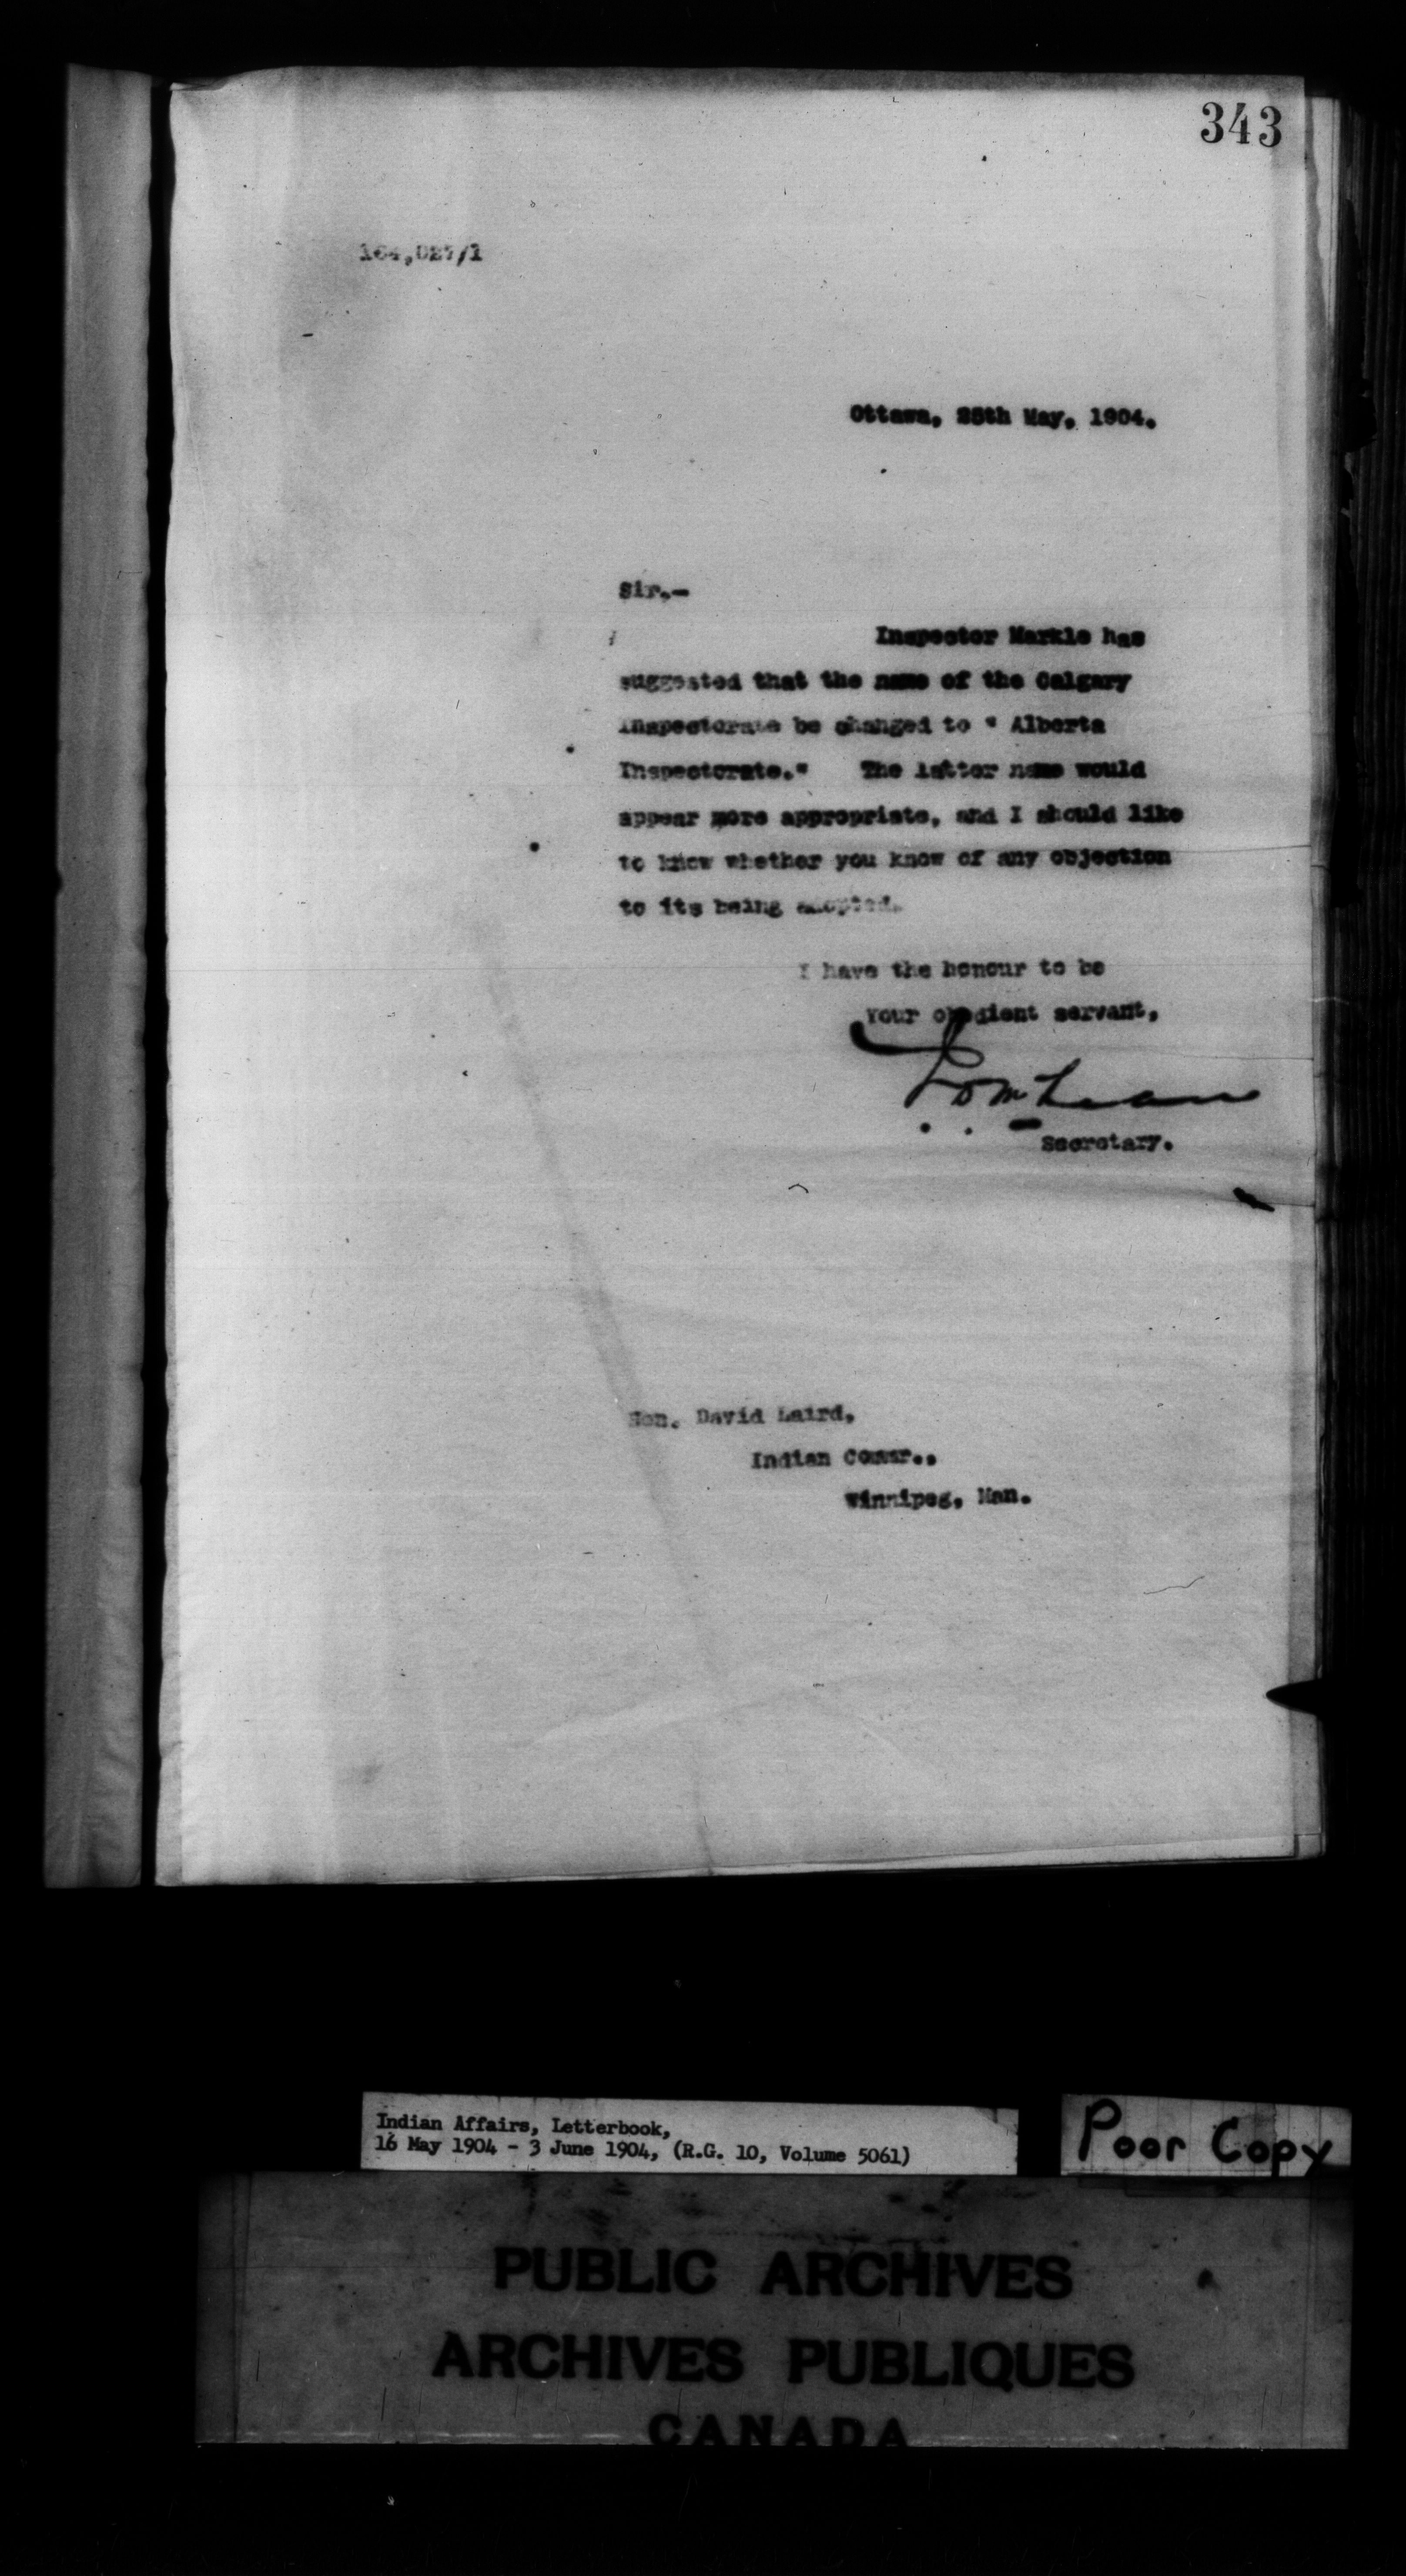 343
164,027/1
Ottawa, 25th May, 1904.
Sir.-
Inspector Markle has
suggested that the name of the Calgary
Inspectorate be changed to " Alberta
Inspectorate." The latter name would
appear more appropriate, and I should like
to know whether you know of any objection
to its being adopted.
I have the honour to be
Your obedient servant,
J. D. McLean
Secretary.
Hon. David Laird,
Indian Commr..
Winnipeg, Man.
Indian Affairs, Letterbook,
16 May 1904 - 3 June 1904, (R.G. 10, Volume 5061)
Poor Copy
PUBLIC ARCHIVES
ARCHIVES PUBLIQUES
CANADA